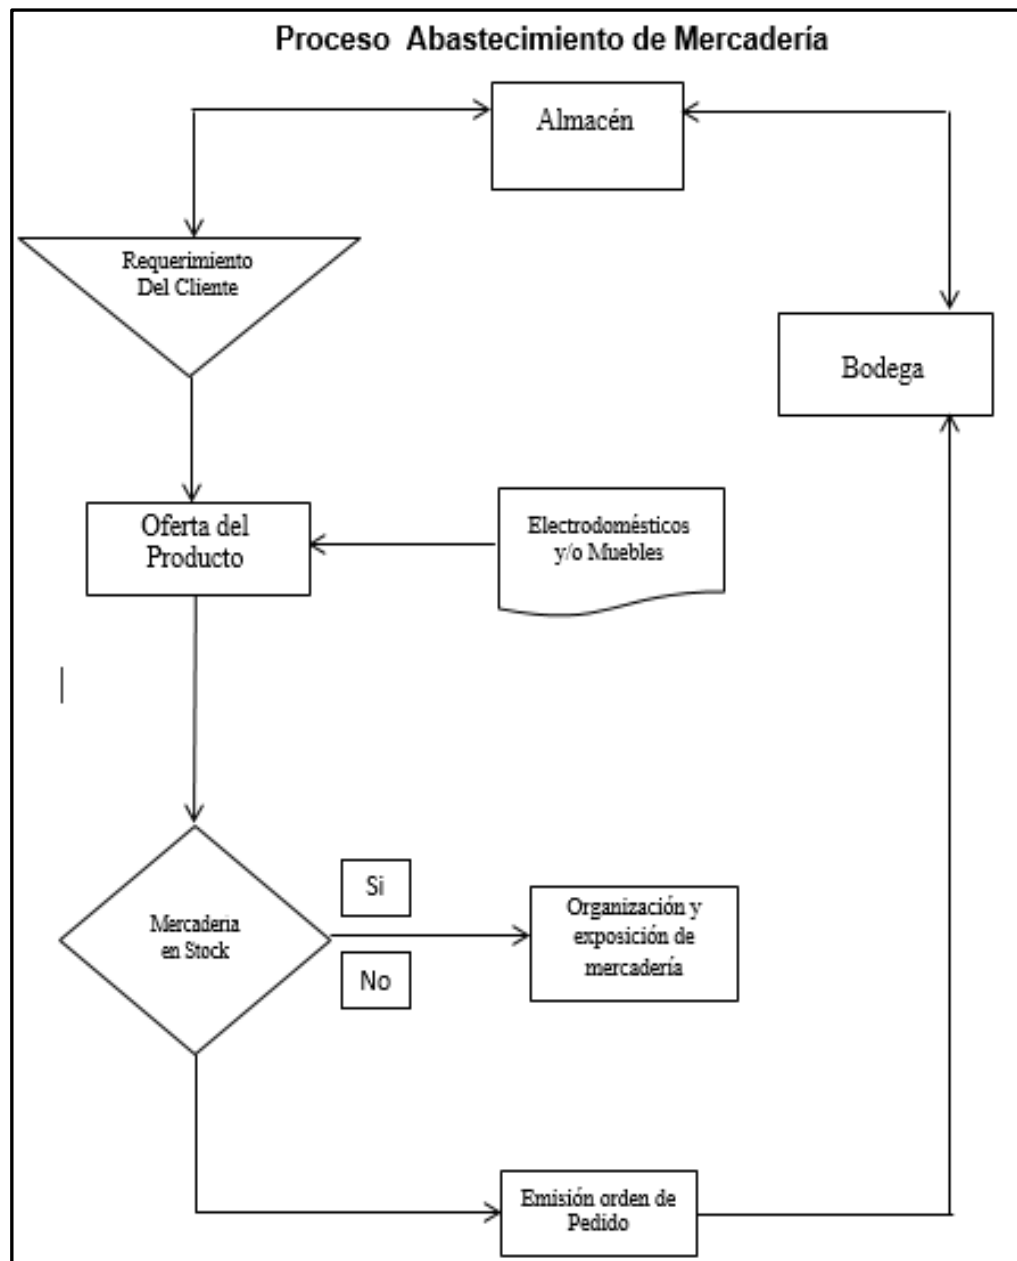 Proceso Abastecimiento de Mercadería
Almacén
Requerimiento
Del Cliente
Bodega
Oferta del
Producto
Electrodomésticos
y/o Muebles
Mercaderia
en Stock
Si
No
Organización y
exposición de
mercadería
Emisión orden de
Pedido